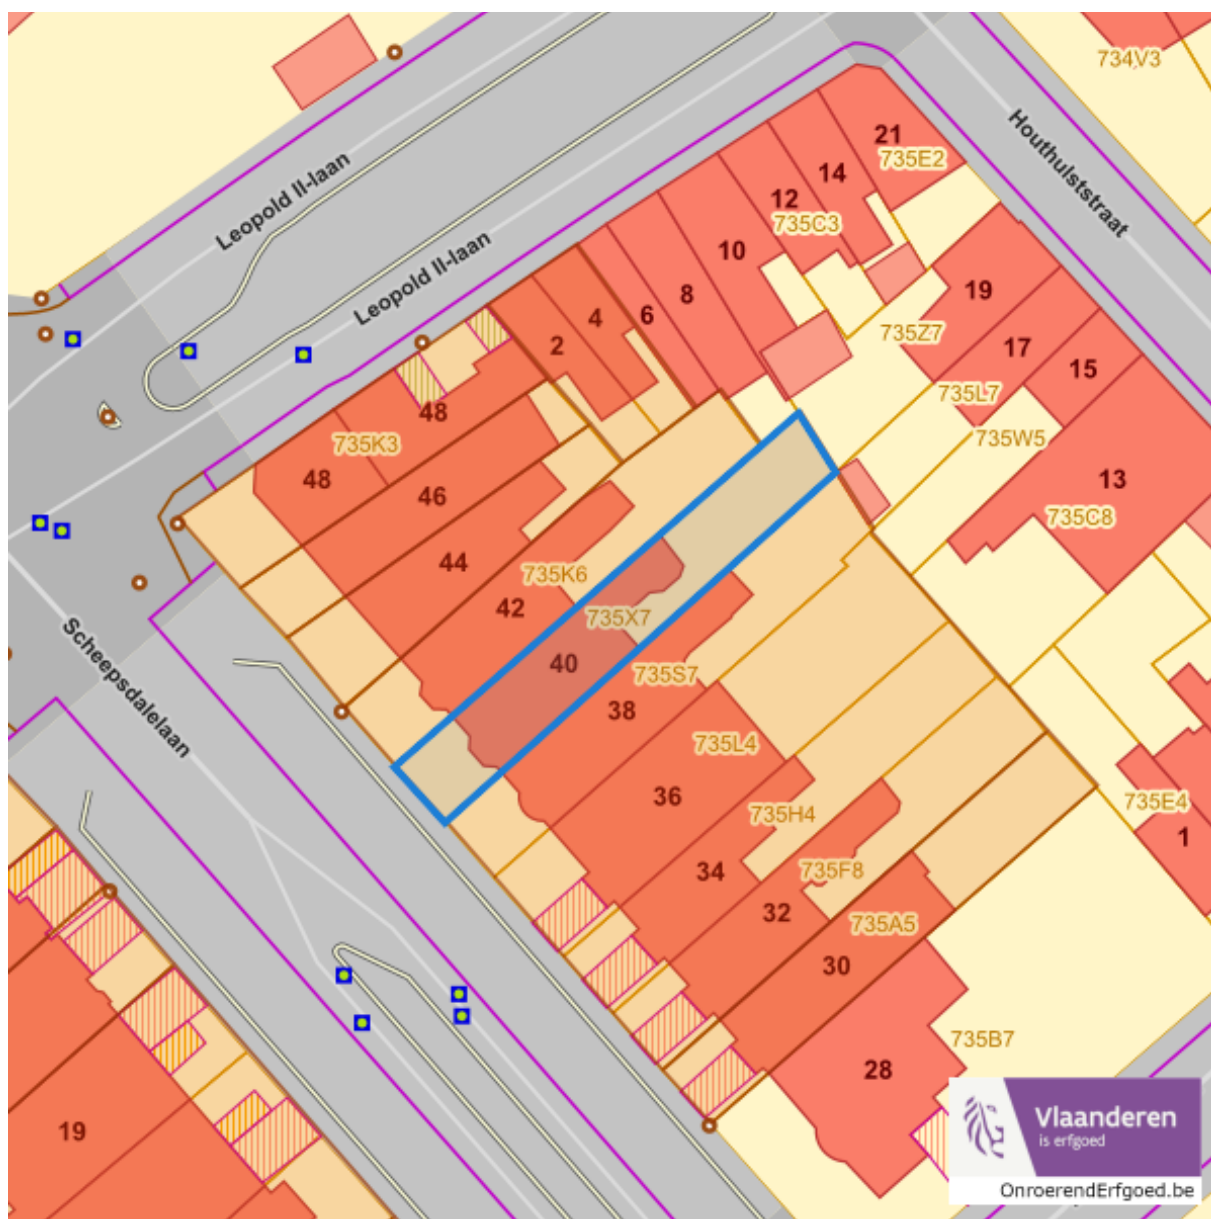 734V3
Houthulststraat
21
735E2
14
12
735C3
Leopold II-laan
Leopold II-laan
10
8
6
4
2
19
735Z7
17
15
735L7
735W5
13
735C8
48
735K3
48
46
44
735K6
42
735X7
40
735S7
38
735L4
36
735H4
34
735F8
32
735A5
30
28
735B7
735E4
1
Scheepsdalelaan
19
Vlaanderen
is erfgoed
OnroerendErfgoed.be